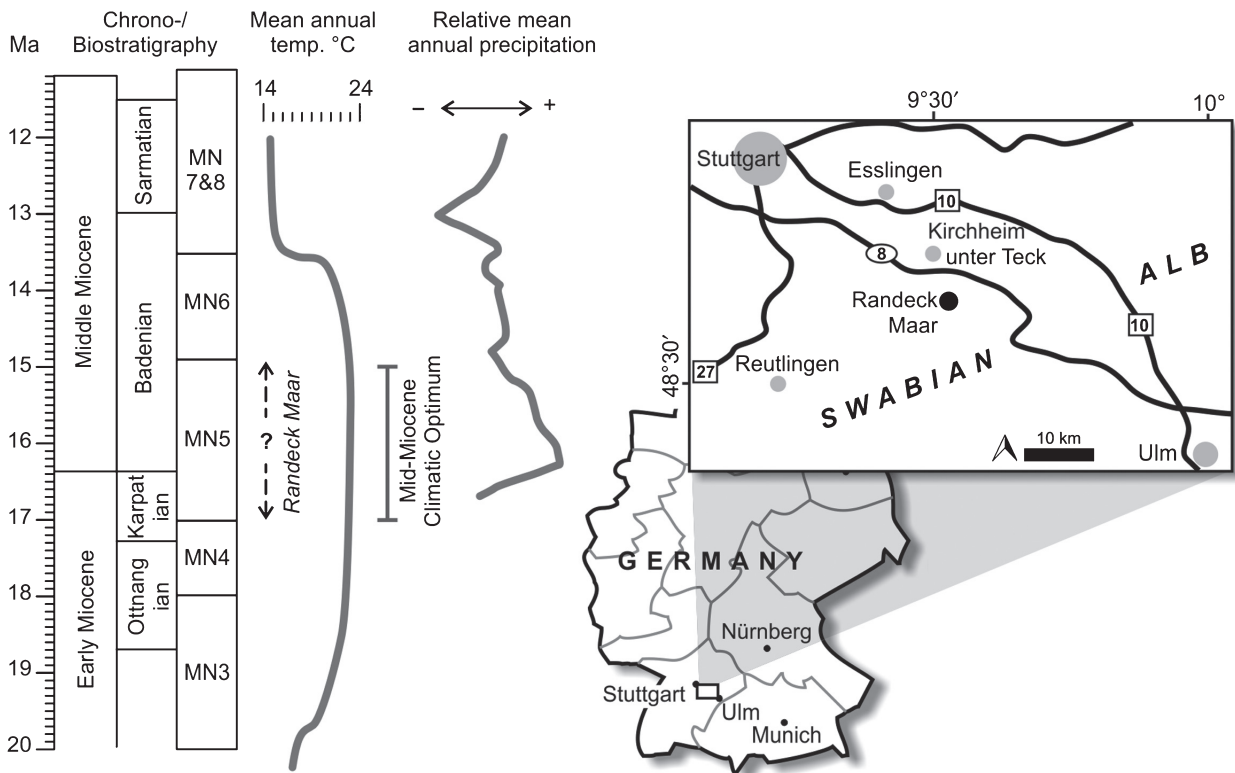 Ma
Chrono-/
Biostratigraphy
Mean annual
temp. °C
Relative mean
annual precipitation
14
24
–
+
12
13
14
15
16
17
18
19
20
Middle Miocene
Early Miocene
Sarmatian
Badenian
Karpat
ian
Ottnang
ian
MN
7&8
MN6
MN5
MN4
MN3
?
Randeck Maar
Mid-Miocene
Climatic Optimum
9°30′
10°
48°30′
Stuttgart
Esslingen
10
Kirchheim
unter Teck
8
ALB
Randeck
Maar
10
27
Reutlingen
SWABIAN
10 km
Ulm
GERMANY
Nürnberg
Stuttgart
Ulm
Munich